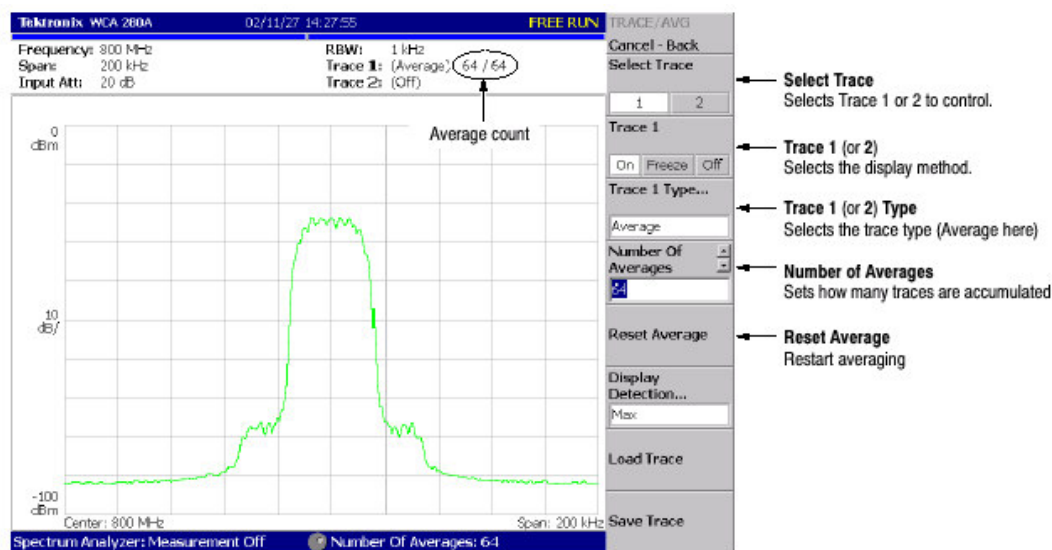 Tektronix WCA 280A 02/11/27 14:27:55 FREE RUN
Frequency: 800 MHz
Span: 200 kHz
Input Att: 20 dB
RBW: 1 kHz
Trace 1: (Average) 64 / 64
Trace 2: (Off)
Average count
0
dBm
10
dB/
-100
dBm
Center: 800 MHz
Span: 200 kHz
Spectrum Analyzer: Measurement Off
Number Of Averages: 64
TRACE/AVG
Cancel - Back
Select Trace
1 2
Trace 1
On Freeze Off
Trace 1 Type...
Average
Number Of
Averages
64
Reset Average
Display
Detection...
Max
Load Trace
Save Trace
Select Trace
Selects Trace 1 or 2 to control.
Trace 1 (or 2)
Selects the display method.
Trace 1 (or 2) Type
Selects the trace type (Average here)
Number of Averages
Sets how many traces are accumulated
Reset Average
Restart averaging